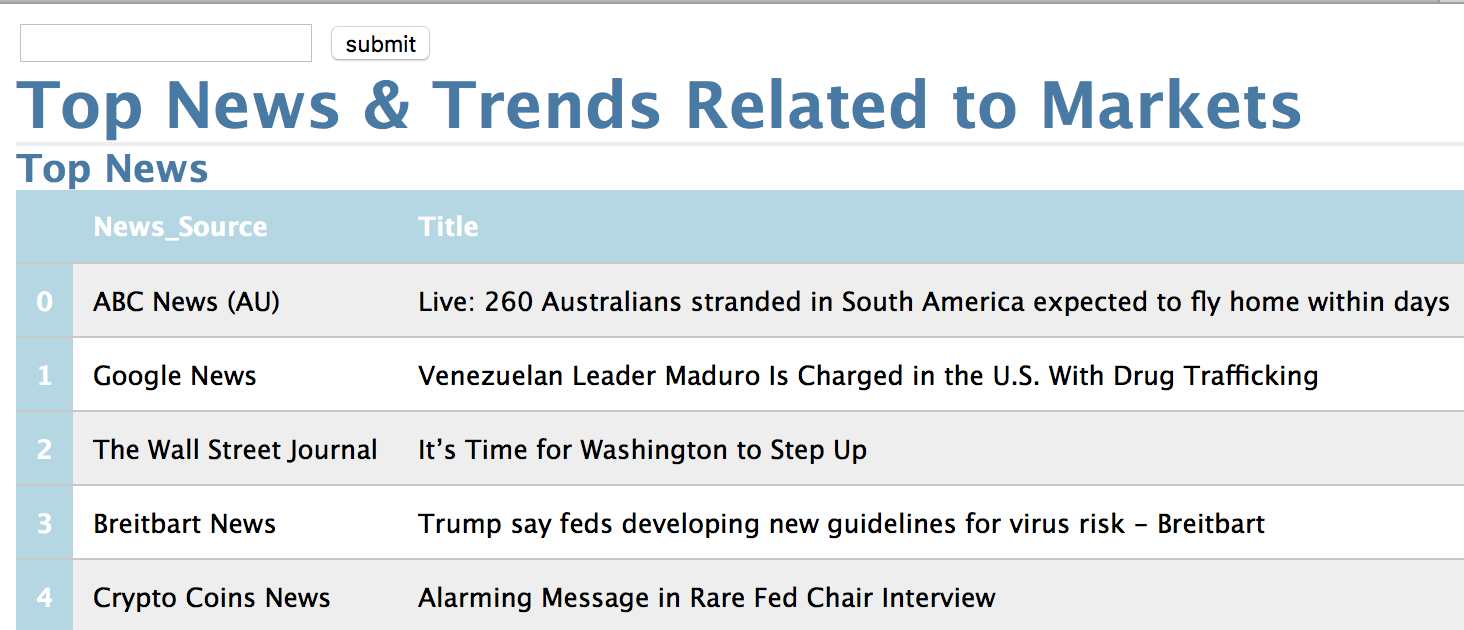 submit
Top News & Trends Related to Markets
Top News
News_Source Title
0 ABC News (AU) Live: 260 Australians stranded in South America expected to fly home within days
1 Google News Venezuelan Leader Maduro Is Charged in the U.S. With Drug Trafficking
2 The Wall Street Journal It’s Time for Washington to Step Up
3 Breitbart News Trump say feds developing new guidelines for virus risk – Breitbart
4 Crypto Coins News Alarming Message in Rare Fed Chair Interview